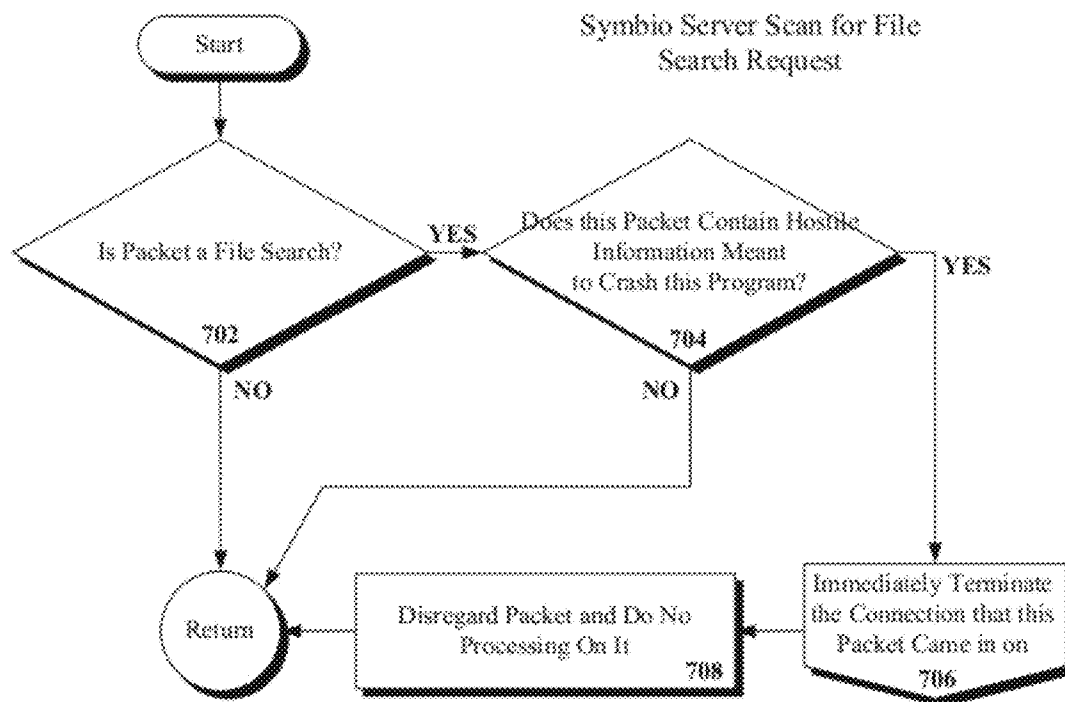 Symbio Server Scan for File
Search Request
Start
Is Packet a File Search?
702
YES
NO
Does this Packet Contain Hostile
Information Meant
to Crash this Program?
704
YES
NO
Immediately Terminate
the Connection that this
Packet Came in on
706
Disregard Packet and Do No
Processing On It
708
Return